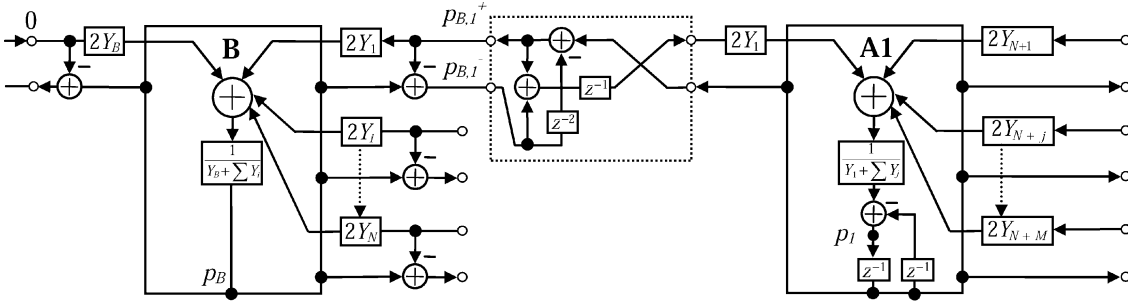 0
2Y_B
B
2Y_1
p_{B,1}^+
p_{B,1}^-
2Y_1
A1
2Y_{N+1}
+
−
+
−
+
−
+
+
+
−
z^{-1}
z^{-2}
+
2Y_i
−
+
1/(Y_B+∑Y_i)
1/(Y_1+∑Y_j)
2Y_{N+j}
2Y_N
−
+
+
−
2Y_{N+M}
p_B
p_1
z^{-1}
z^{-1}